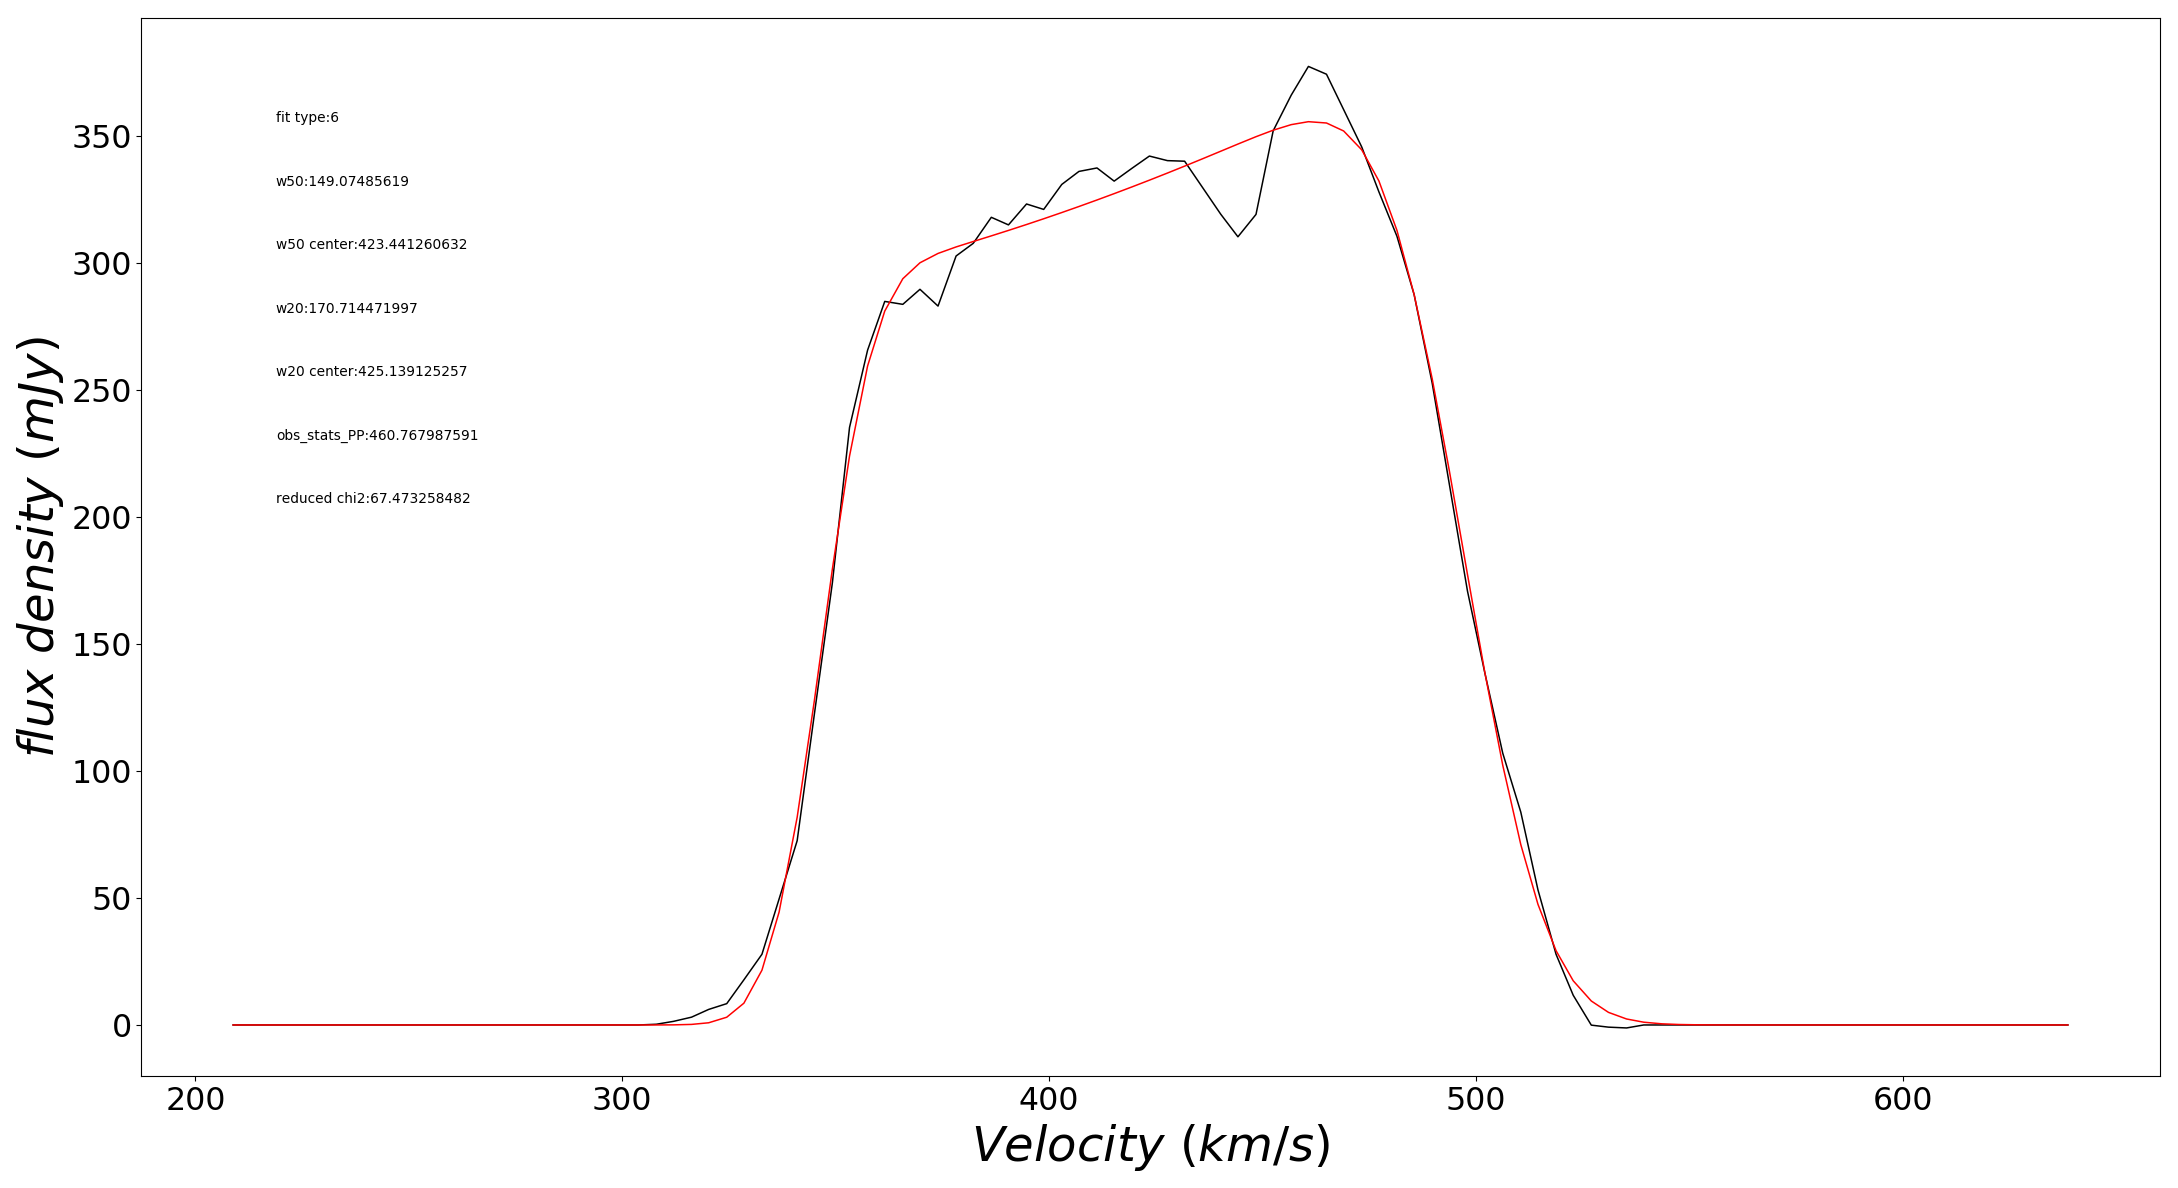 fit type:6
w50:149.07485619
w50 center:423.441260632
w20:170.714471997
w20 center:425.139125257
obs_stats_PP:460.767987591
reduced chi2:67.473258482
flux density (mJy)
350
300
250
200
150
100
50
0
200 300 400 500 600
Velocity (km/s)